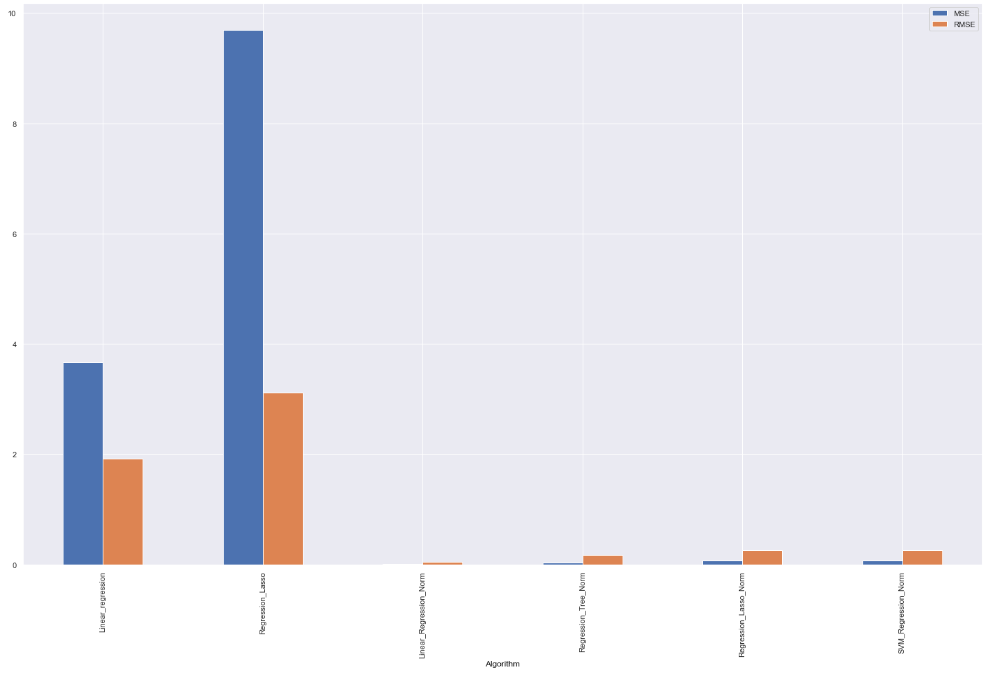 10
8
6
4
2
0
MSE
RMSE
Linear_regression
Regression_Lasso
Linear_Regression_Norm
Regression_Tree_Norm
Regression_Lasso_Norm
SVM_Regression_Norm
Algorithm